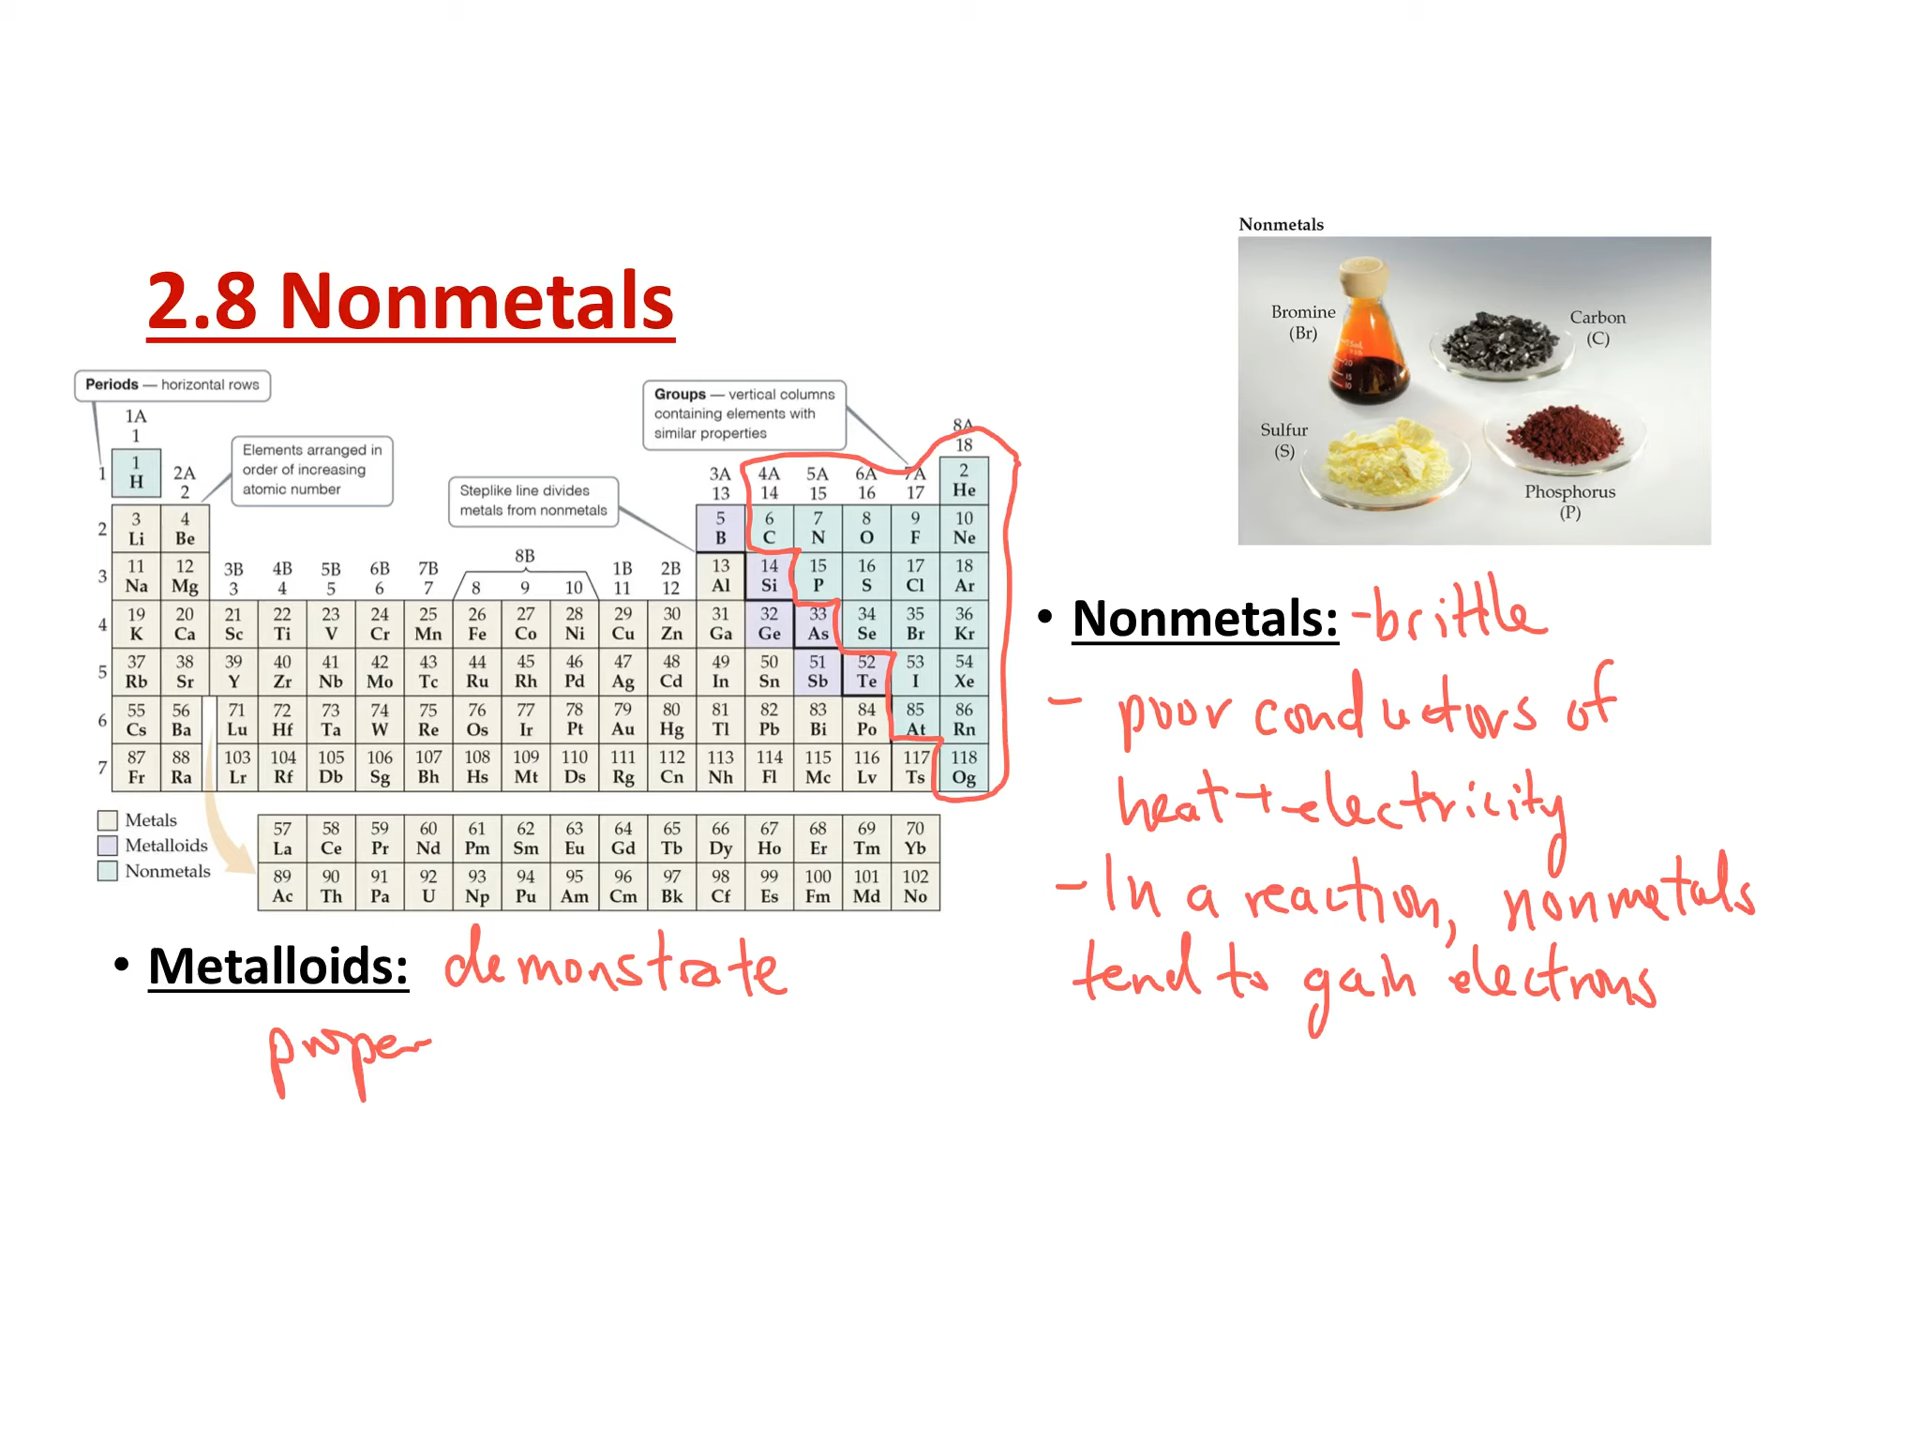 Nonmetals
Bromine
(Br)
Carbon
(C)
Sulfur
(S)
Phosphorus
(P)
2.8 Nonmetals
Periods — horizontal rows
Groups — vertical columns
containing elements with
similar properties
Elements arranged in
order of increasing
atomic number
Steplike line divides
metals from nonmetals
1A 8A
1 18
2A 3A 4A 5A 6A 7A
2 13 14 15 16 17
3B 4B 5B 6B 7B 8B 1B 2B
3 4 5 6 7 8 9 10 11 12
1 1 2
H He
2 3 4 5 6 7 8 9 10
Li Be B C N O F Ne
3 11 12 13 14 15 16 17 18
Na Mg Al Si P S Cl Ar
4 19 20 21 22 23 24 25 26 27 28 29 30 31 32 33 34 35 36
K Ca Sc Ti V Cr Mn Fe Co Ni Cu Zn Ga Ge As Se Br Kr
5 37 38 39 40 41 42 43 44 45 46 47 48 49 50 51 52 53 54
Rb Sr Y Zr Nb Mo Tc Ru Rh Pd Ag Cd In Sn Sb Te I Xe
6 55 56 71 72 73 74 75 76 77 78 79 80 81 82 83 84 85 86
Cs Ba Lu Hf Ta W Re Os Ir Pt Au Hg Tl Pb Bi Po At Rn
7 87 88 103 104 105 106 107 108 109 110 111 112 113 114 115 116 117 118
Fr Ra Lr Rf Db Sg Bh Hs Mt Ds Rg Cn Nh Fl Mc Lv Ts Og
57 58 59 60 61 62 63 64 65 66 67 68 69 70
La Ce Pr Nd Pm Sm Eu Gd Tb Dy Ho Er Tm Yb
89 90 91 92 93 94 95 96 97 98 99 100 101 102
Ac Th Pa U Np Pu Am Cm Bk Cf Es Fm Md No
Metals
Metalloids
Nonmetals
• Nonmetals: -brittle
- poor conductors of
heat + electricity
- In a reaction, nonmetals
tend to gain electrons
• Metalloids: demonstrate
proper